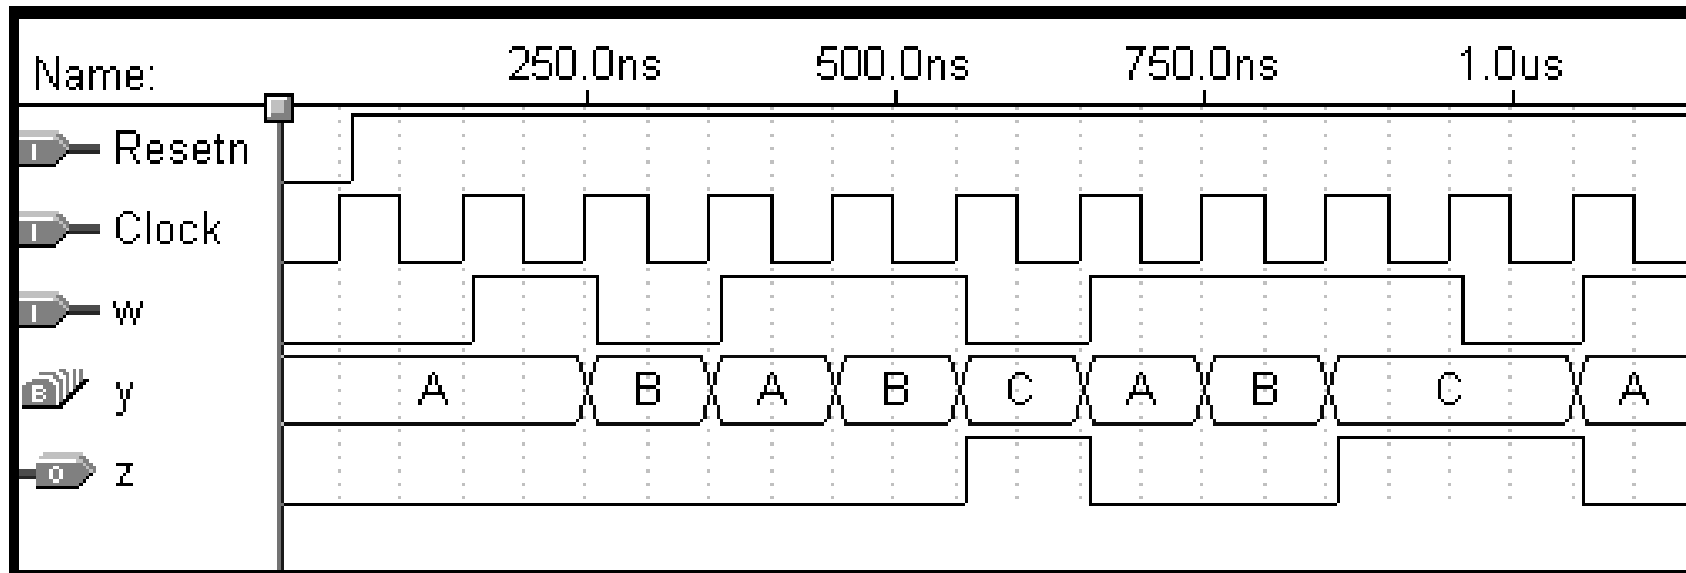 Name: 250.0ns 500.0ns 750.0ns 1.0us
I Resetn
I Clock
I w
B y A B A B C A B C A
O z